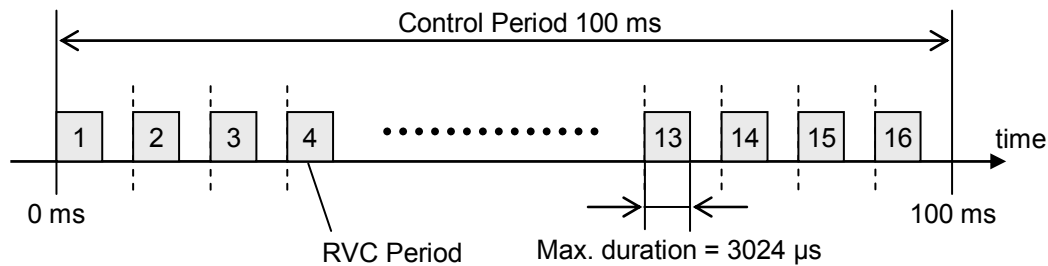 Control Period 100 ms
1 2 3 4 13 14 15 16
time
0 ms 100 ms
RVC Period Max. duration = 3024 µs